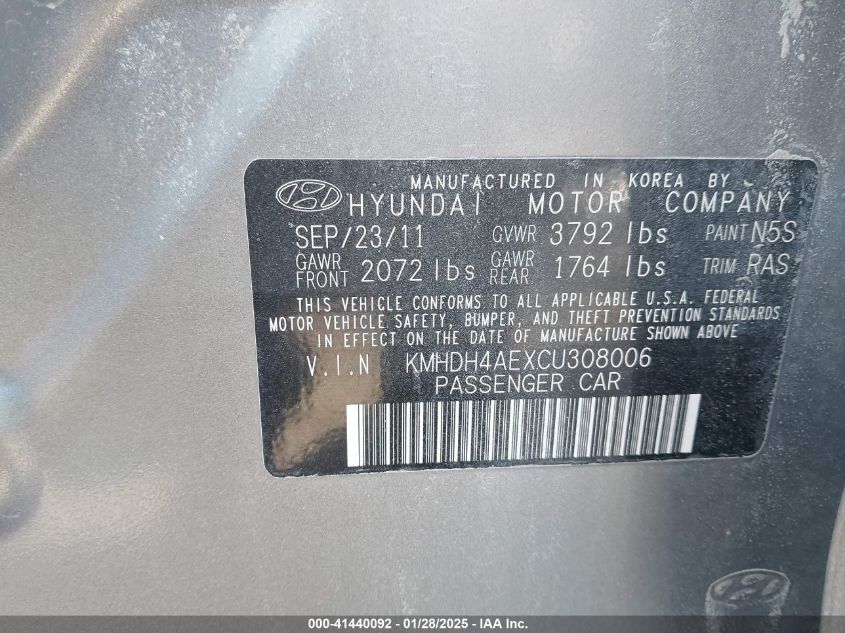 MANUFACTURED IN KOREA BY
HYUNDAI MOTOR COMPANY
SEP/23/11 GVWR 3792 lbs PAINT N5S
GAWR FRONT 2072 lbs GAWR REAR 1764 lbs TRIM RAS
THIS VEHICLE CONFORMS TO ALL APPLICABLE U.S.A. FEDERAL
MOTOR VEHICLE SAFETY, BUMPER, AND THEFT PREVENTION STANDARDS
IN EFFECT ON THE DATE OF MANUFACTURE SHOWN ABOVE
V.I.N KMHDH4AEXCU308006
PASSENGER CAR
000-41440092 - 01/28/2025 - IAA Inc.